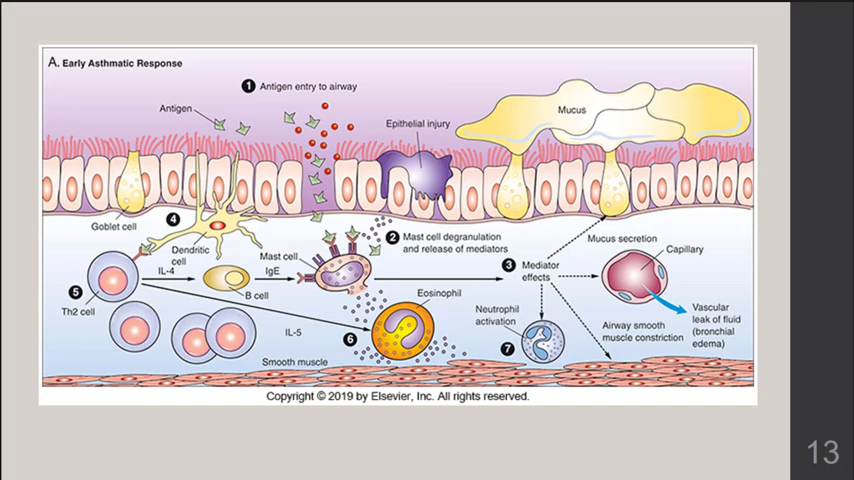 A. Early Asthmatic Response
1 Antigen entry to airway
Antigen
Epithelial injury
Mucus
Goblet cell
4
Dendritic
cell
2 Mast cell degranulation
and release of mediators
Mast cell
Mucus secretion
Capillary
3 Mediator
effects
IL-4
IgE
B cell
5
Th2 cell
Eosinophil
Neutrophil
activation
Vascular
leak of fluid
(bronchial
edema)
IL-5
6
7
Airway smooth
muscle constriction
Smooth muscle
Copyright © 2019 by Elsevier, Inc. All rights reserved.
13